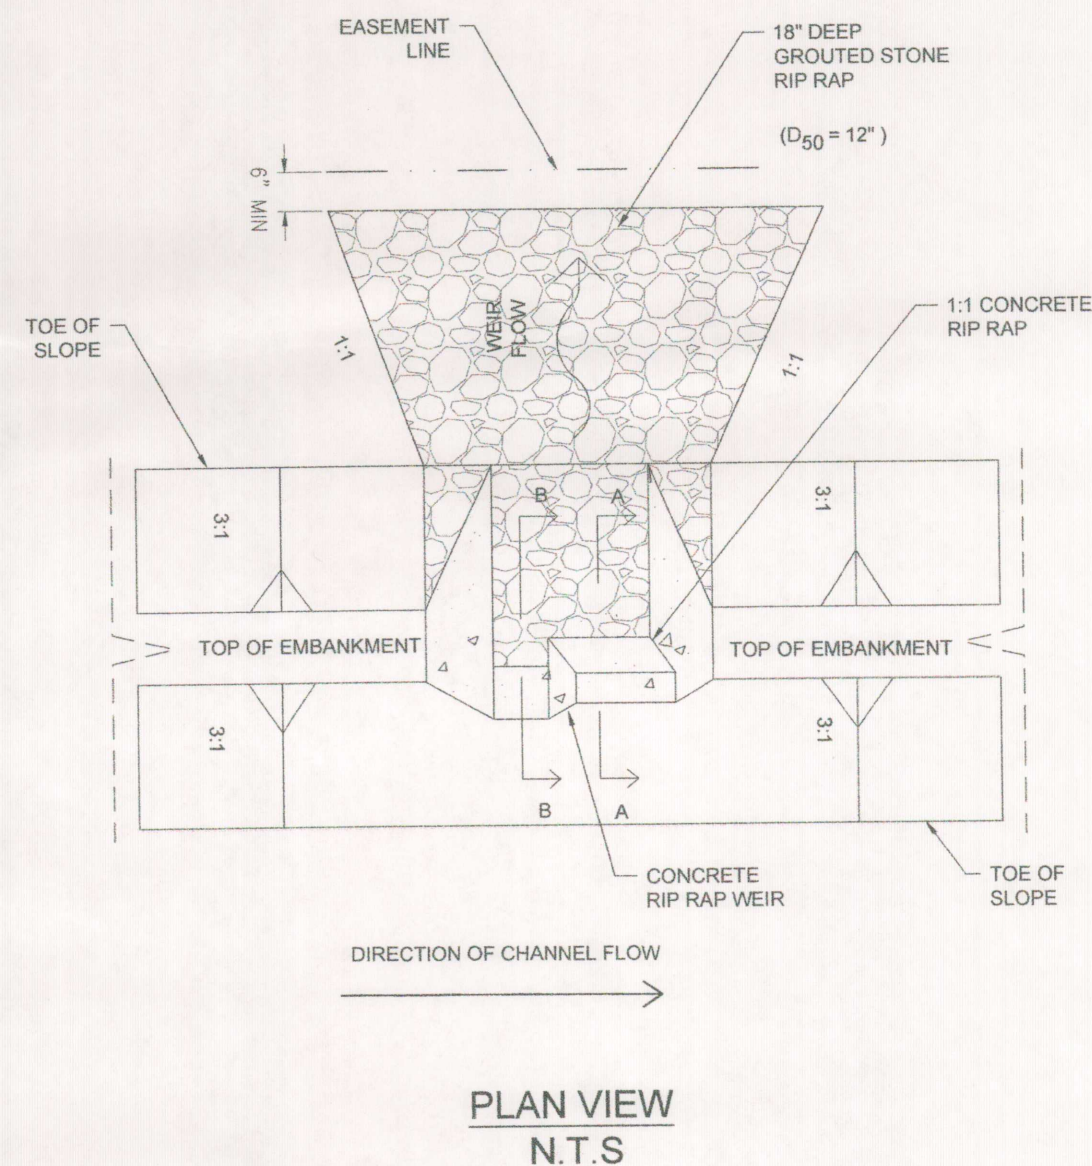 EASEMENT
LINE
18" DEEP
GROUTED STONE
RIP RAP
(D50 = 12" )
6" MIN
TOE OF
SLOPE
1:1
WEIR
FLOW
1:1
1:1 CONCRETE
RIP RAP
3:1
B
A
3:1
TOP OF EMBANKMENT
TOP OF EMBANKMENT
3:1
3:1
B
A
CONCRETE
RIP RAP WEIR
TOE OF
SLOPE
DIRECTION OF CHANNEL FLOW
PLAN VIEW
N.T.S